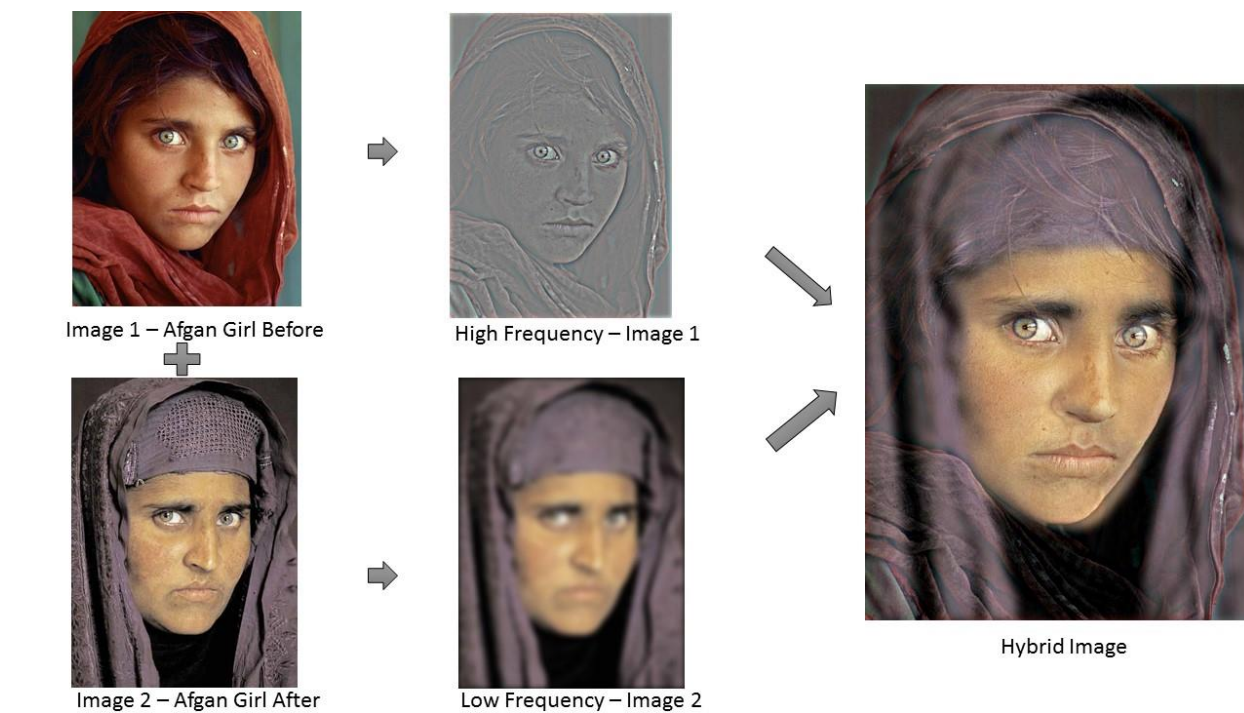 Image 1 – Afgan Girl Before
High Frequency – Image 1
Image 2 – Afgan Girl After
Low Frequency – Image 2
Hybrid Image